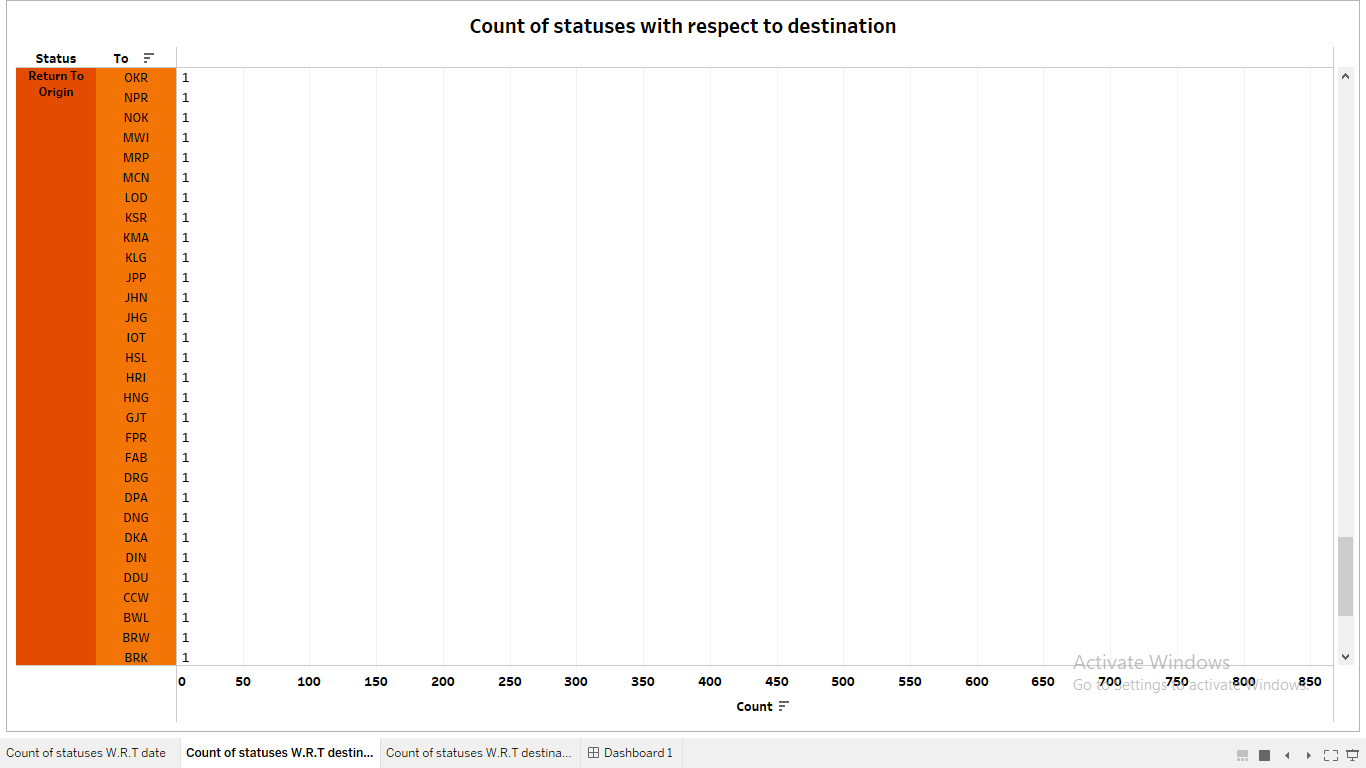 Count of statuses with respect to destination
Status To
Return To
Origin
OKR 1
NPR 1
NOK 1
MWI 1
MRP 1
MCN 1
LOD 1
KSR 1
KMA 1
KLG 1
JPP 1
JHN 1
JHG 1
IOT 1
HSL 1
HRI 1
HNG 1
GJT 1
FPR 1
FAB 1
DRG 1
DPA 1
DNG 1
DKA 1
DIN 1
DDU 1
CCW 1
BWL 1
BRW 1
BRK 1
0 50 100 150 200 250 300 350 400 450 500 550 600 650 700 750 800 850
Count
Activate Windows
Go to Settings to activate Windows.
Count of statuses W.R.T date Count of statuses W.R.T destin... Count of statuses W.R.T destina... Dashboard 1